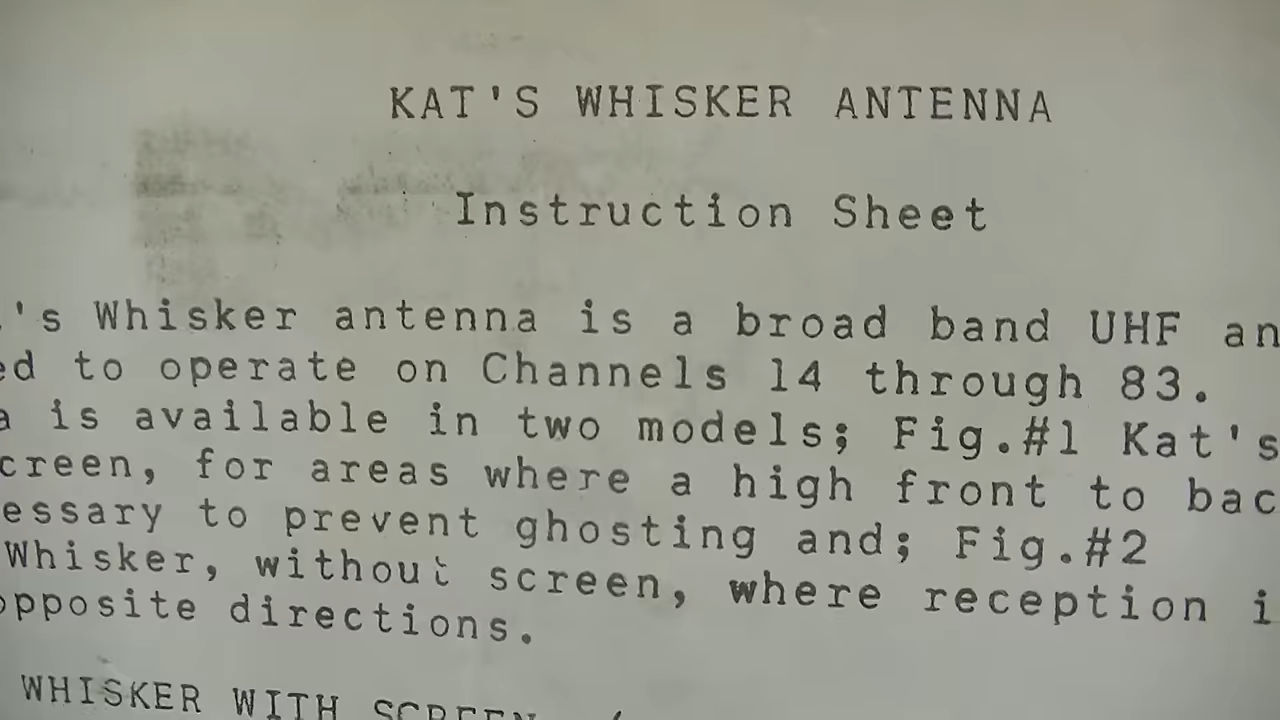 KAT'S WHISKER ANTENNA
Instruction Sheet
's Whisker antenna is a broad band UHF an
ed to operate on Channels 14 through 83.
a is available in two models; Fig.#1 Kat's
creen, for areas where a high front to bac
essary to prevent ghosting and; Fig.#2
Whisker, without screen, where reception i
opposite directions.
WHISKER WITH SCREEN